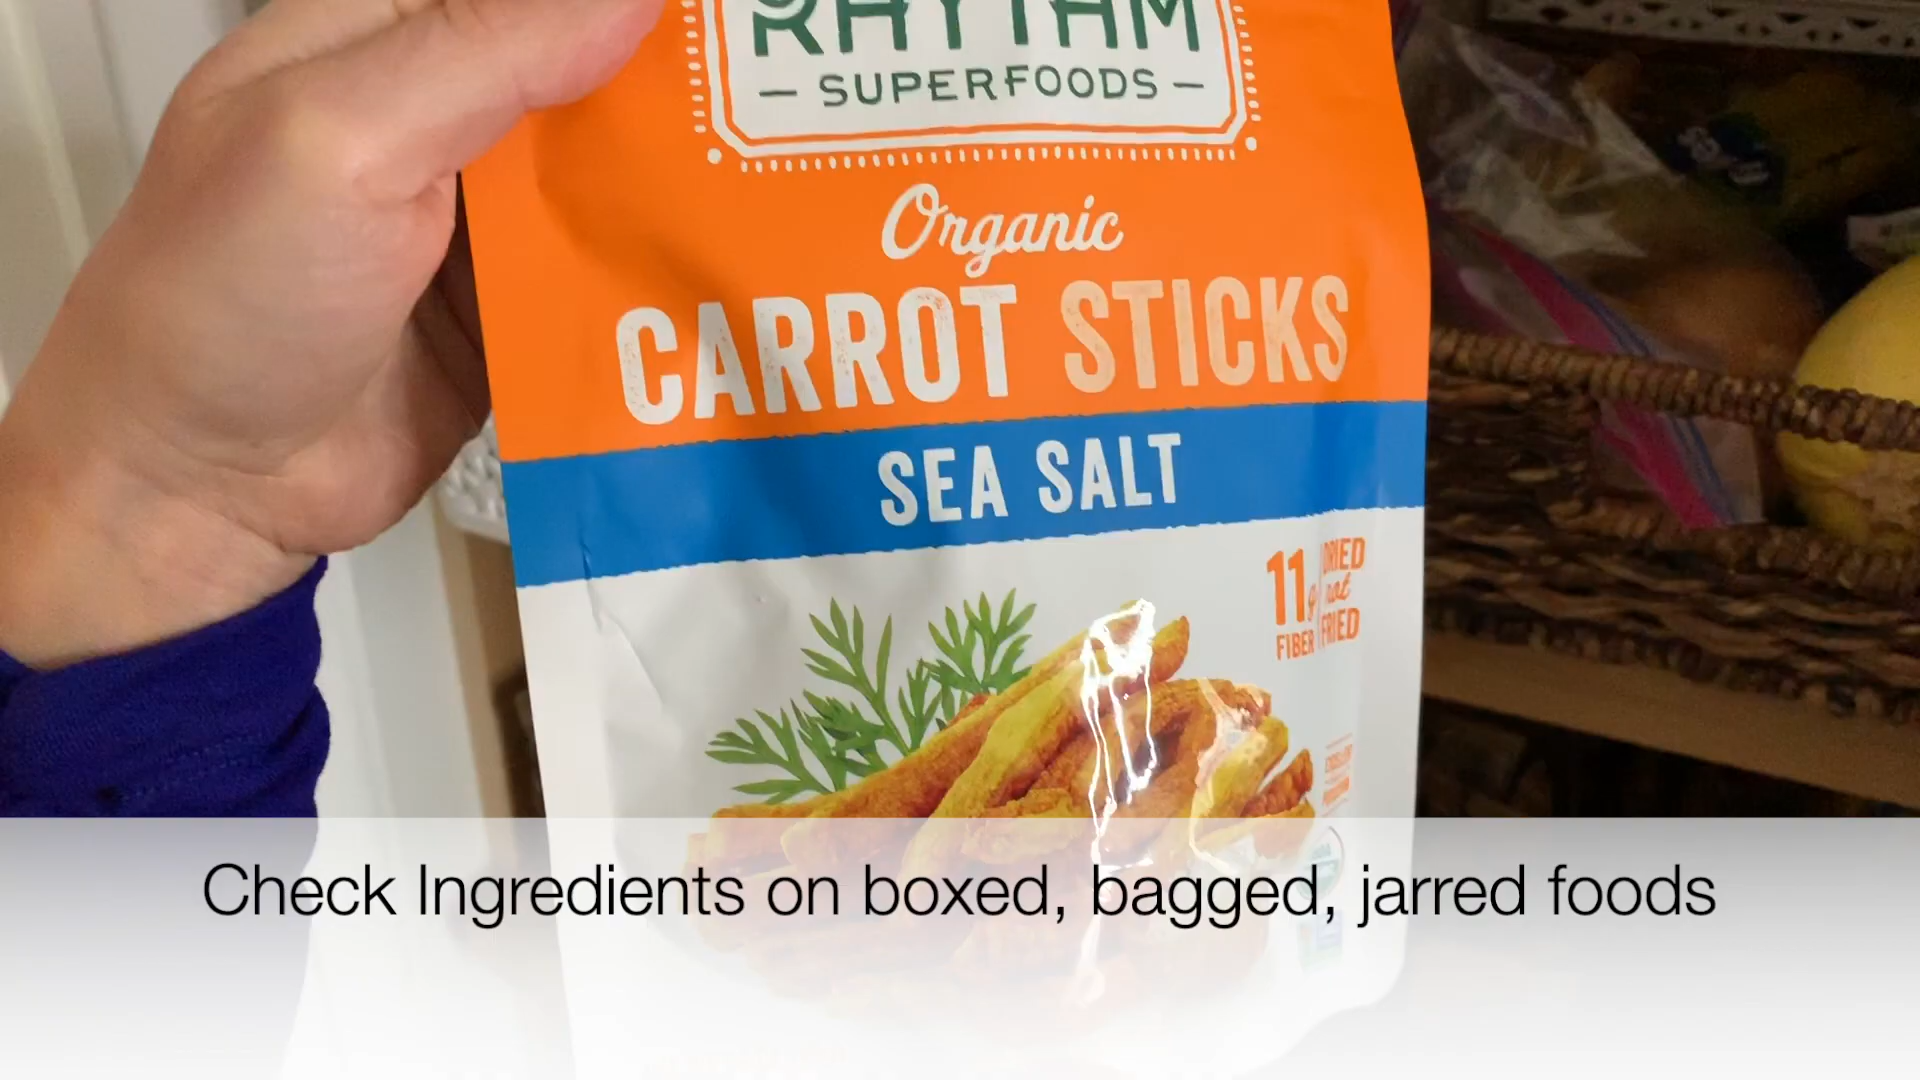 RHYTHM
— SUPERFOODS —
Organic
CARROT STICKS
SEA SALT
11g
FIBER
DRIED
not
FRIED
Check Ingredients on boxed, bagged, jarred foods